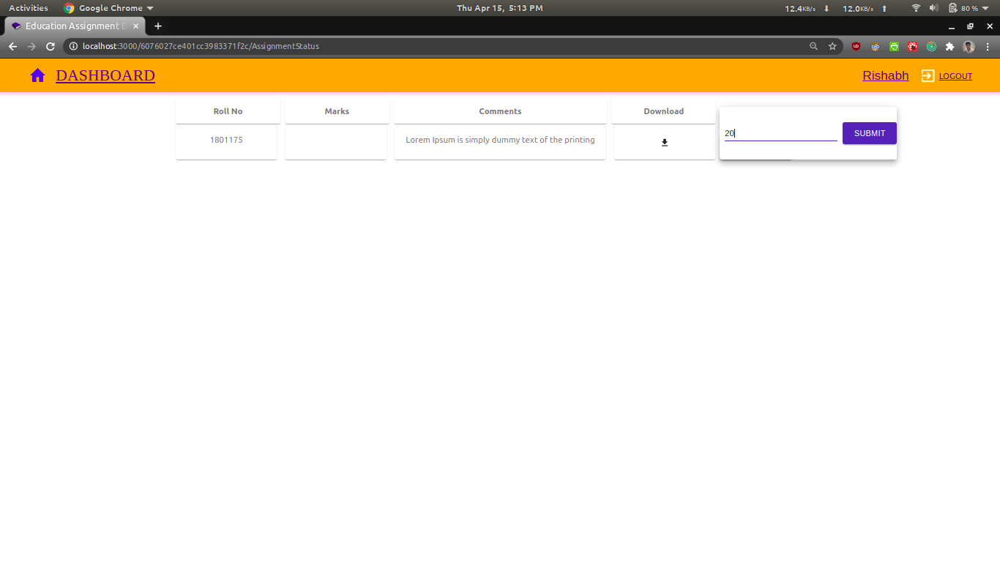 Activities Google Chrome Thu Apr 15, 5:13 PM 12.4KB/s 12.0KB/s 80 %
Education Assignment D
localhost:3000/6076027ce401cc3983371f2c/AssignmentStatus
DASHBOARD Rishabh LOGOUT
Roll No Marks Comments Download
1801175 Lorem Ipsum is simply dummy text of the printing
20 SUBMIT